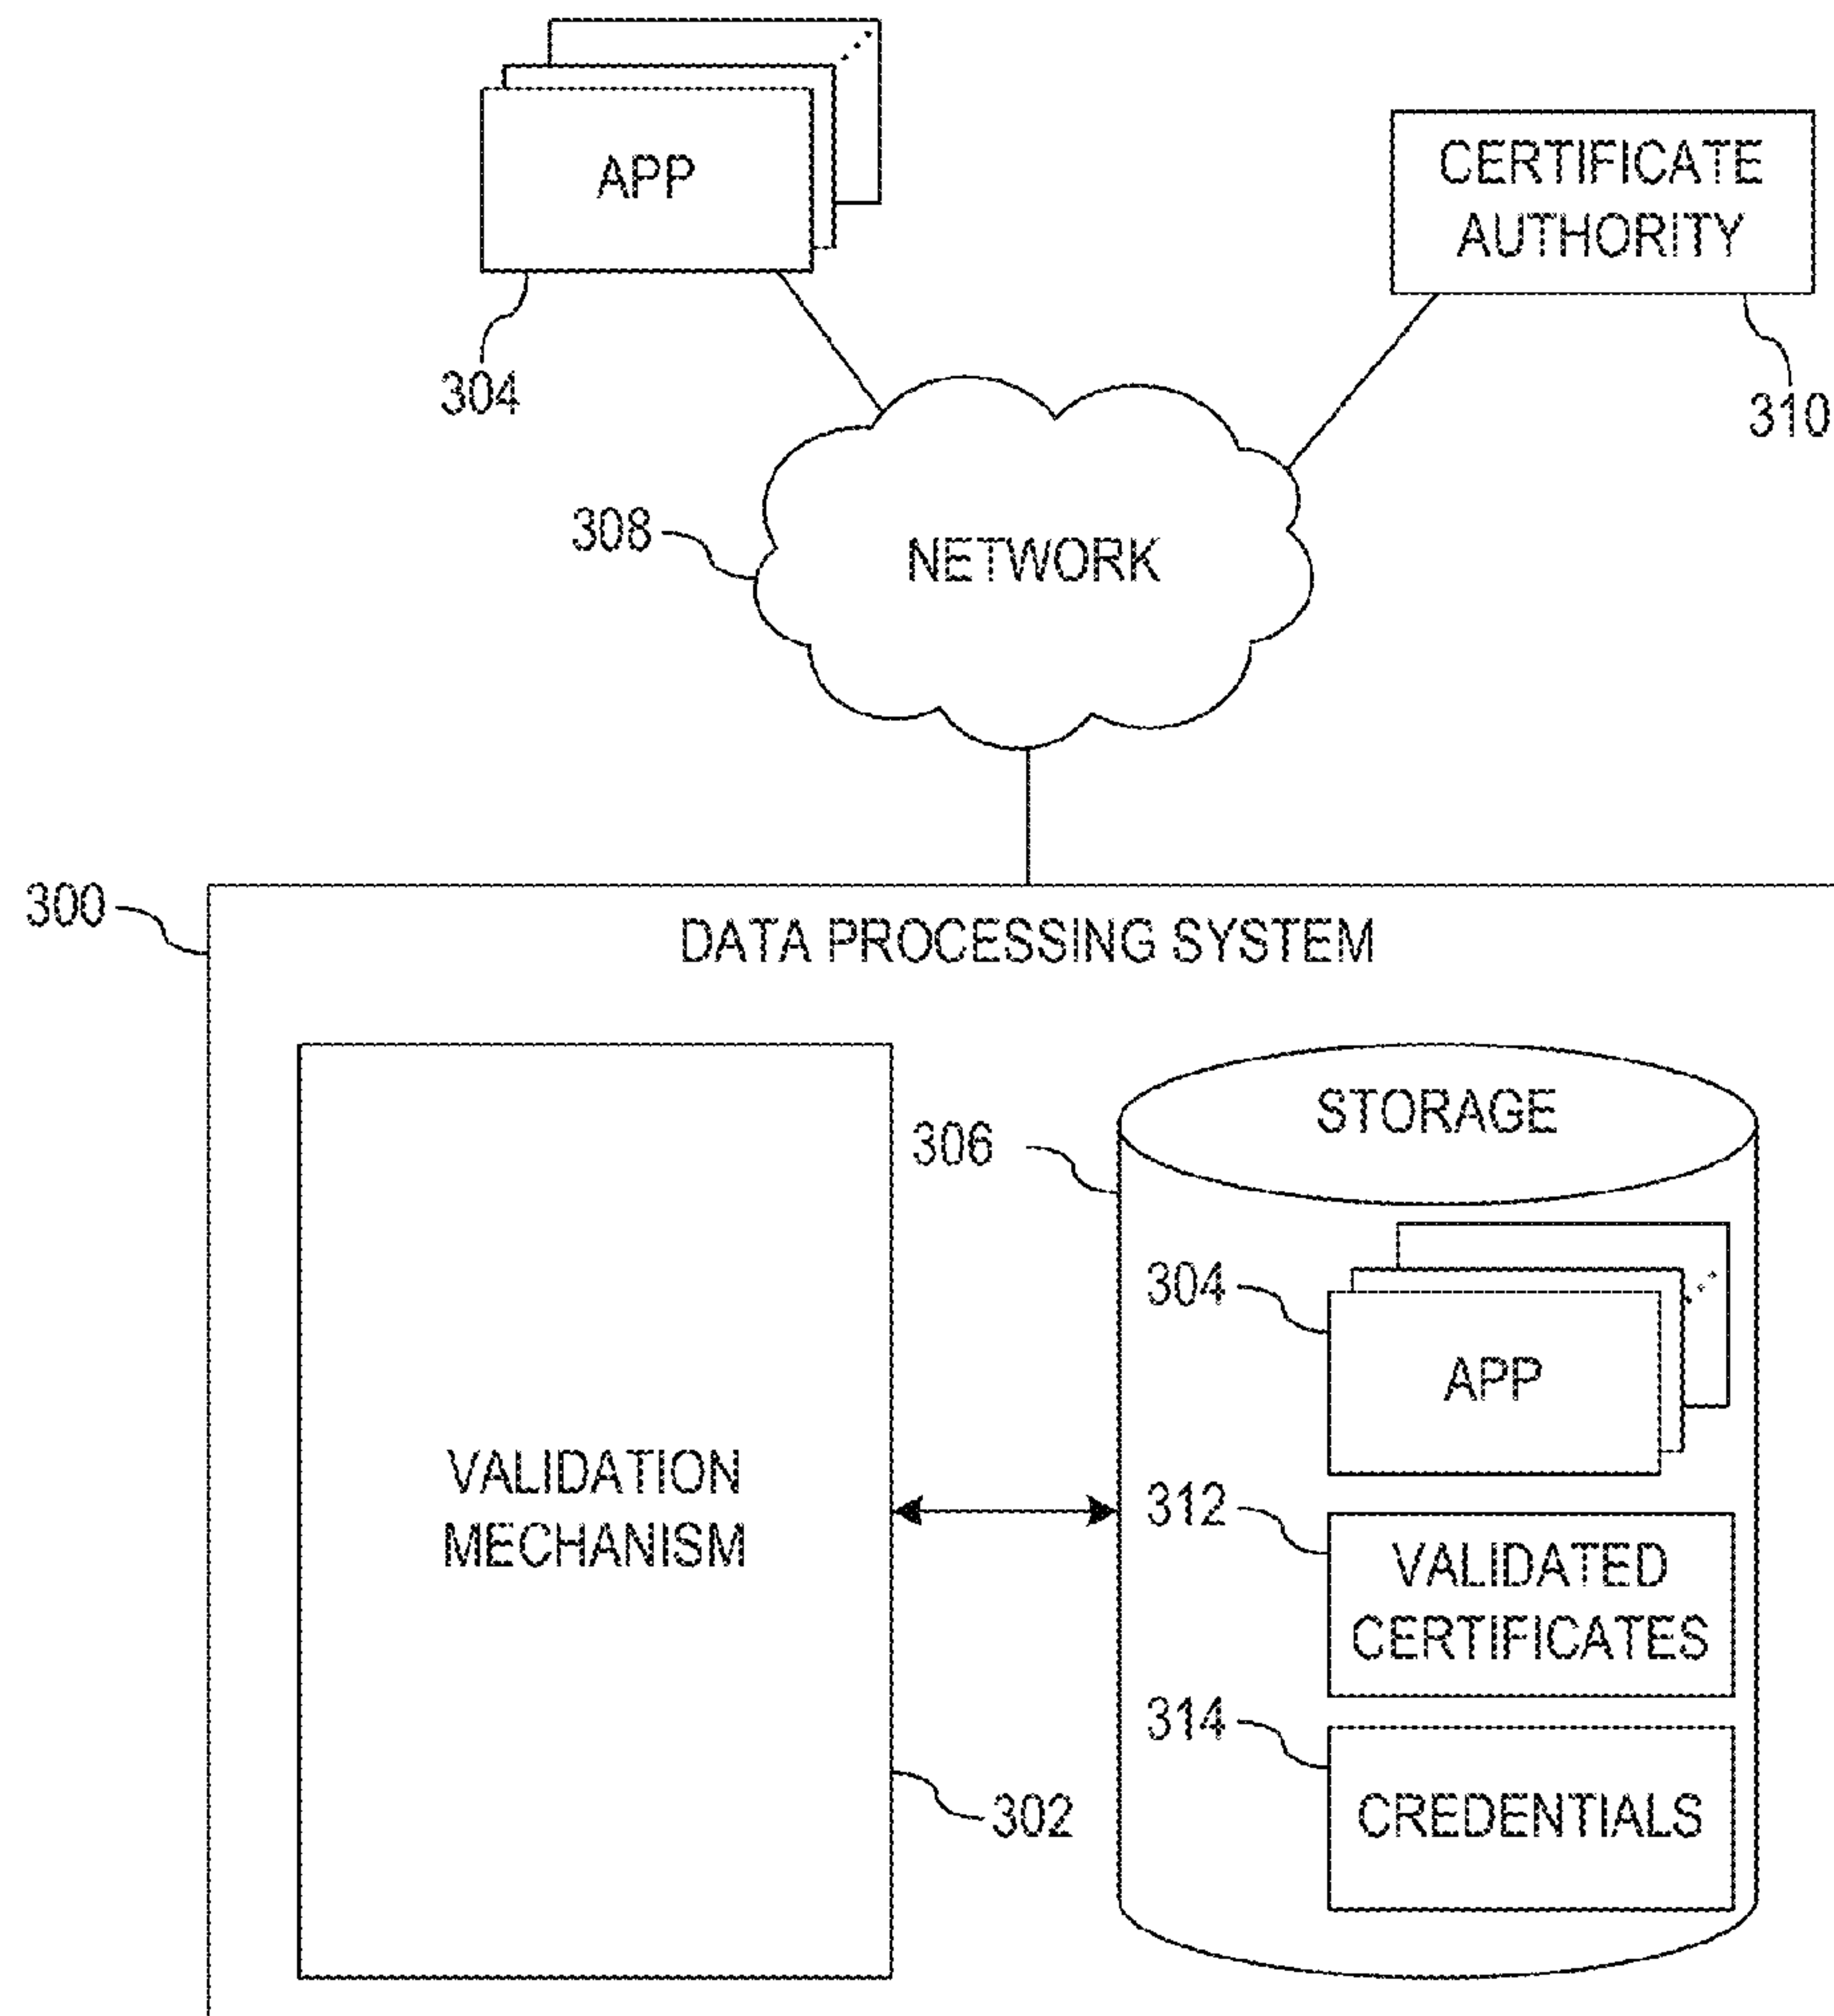 APP
CERTIFICATE
AUTHORITY
304
310
308
NETWORK
300
DATA PROCESSING SYSTEM
STORAGE
306
304
APP
VALIDATION
MECHANISM
312
VALIDATED
CERTIFICATES
314
CREDENTIALS
302